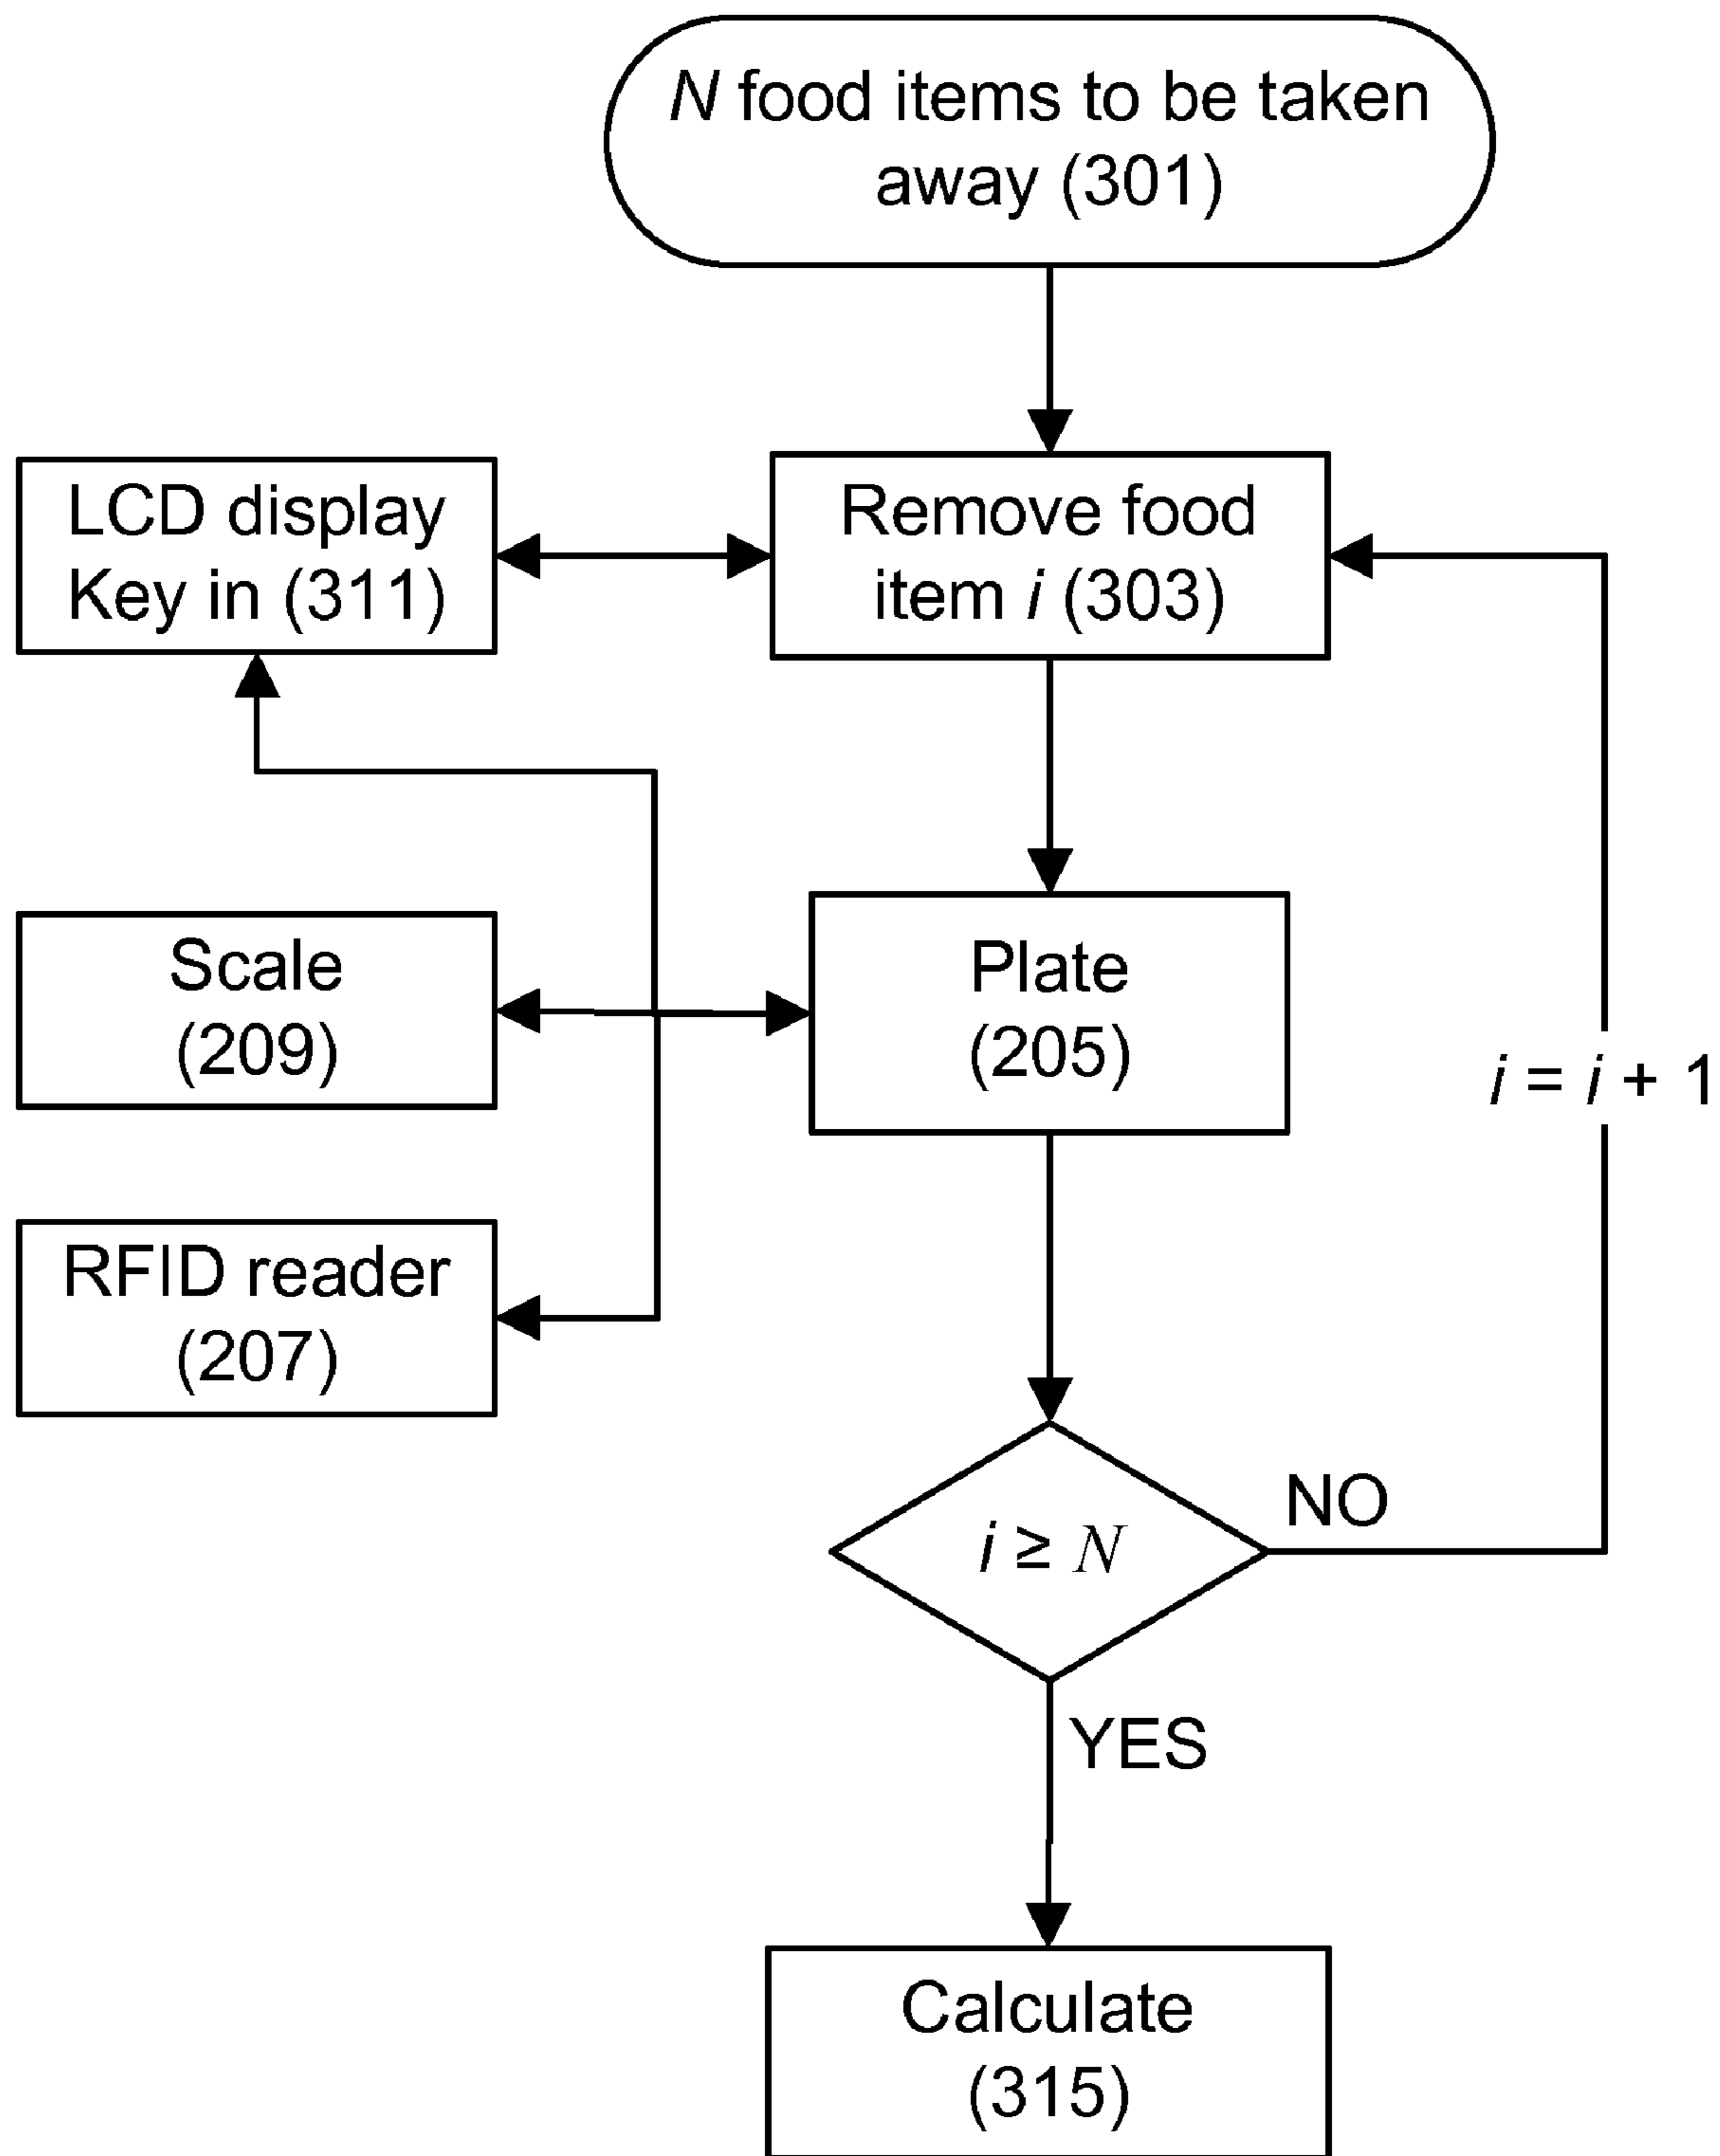 N food items to be taken
away (301)
LCD display
Key in (311)
Remove food
item i (303)
Scale
(209)
Plate
(205)
i = i + 1
RFID reader
(207)
i ≥ N
NO
YES
Calculate
(315)